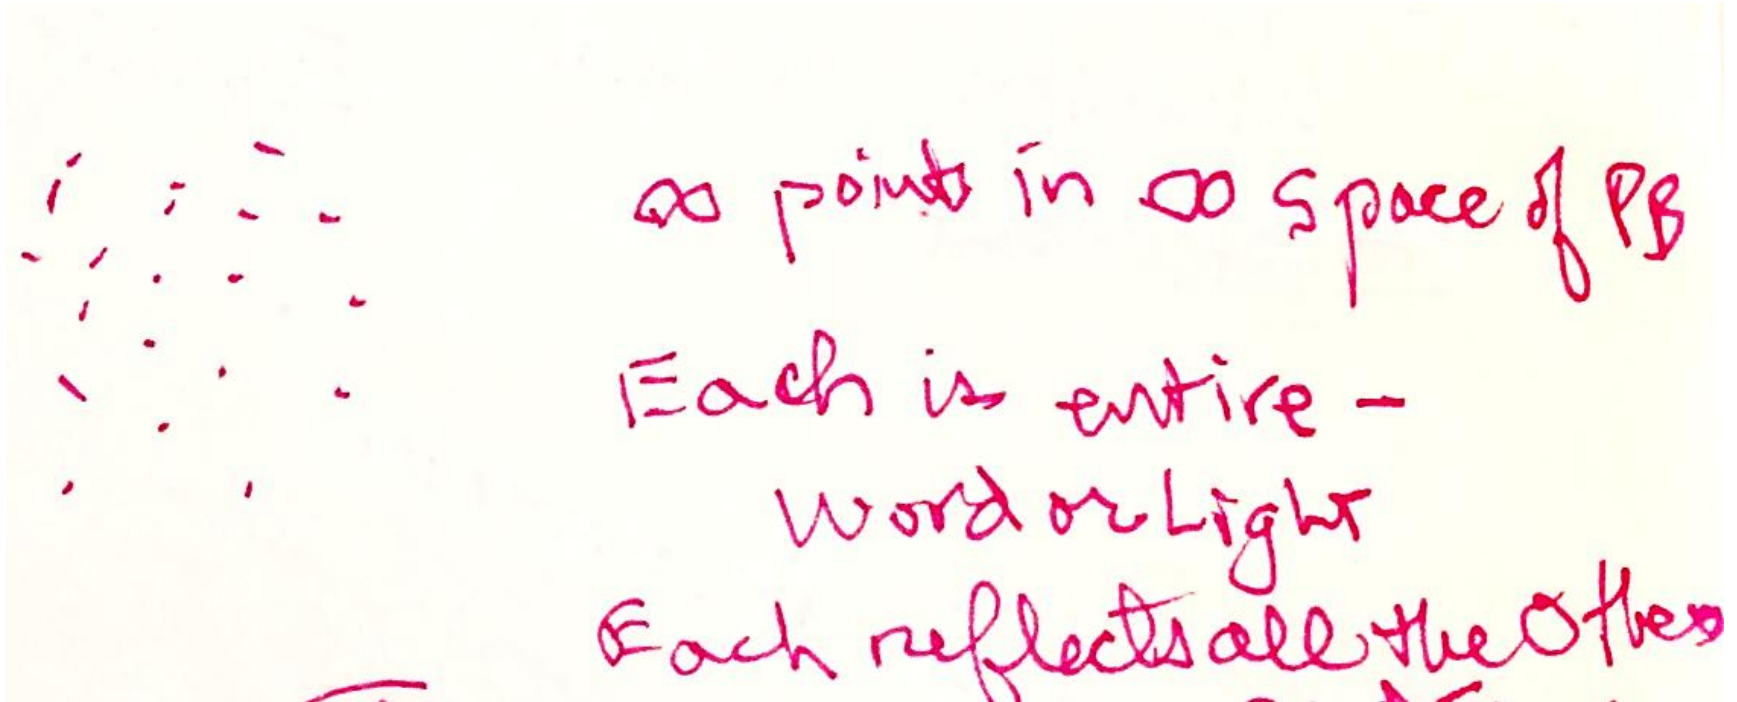 ∞ points in ∞ space of PB
Each is entire -
Word or Light
Each reflects all the Others